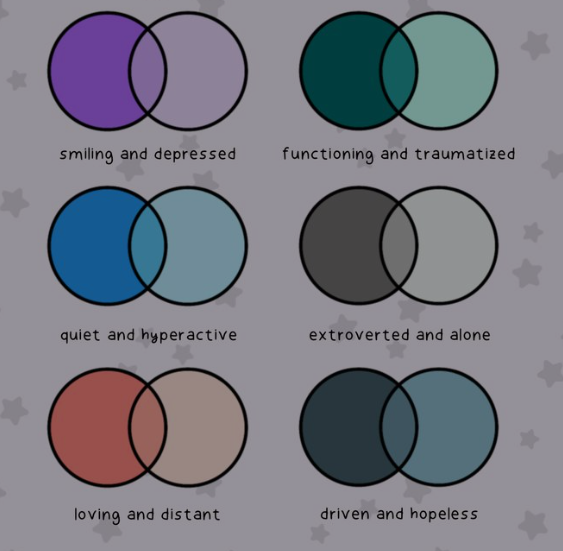 smiling and depressed
functioning and traumatized
quiet and hyperactive
extroverted and alone
loving and distant
driven and hopeless